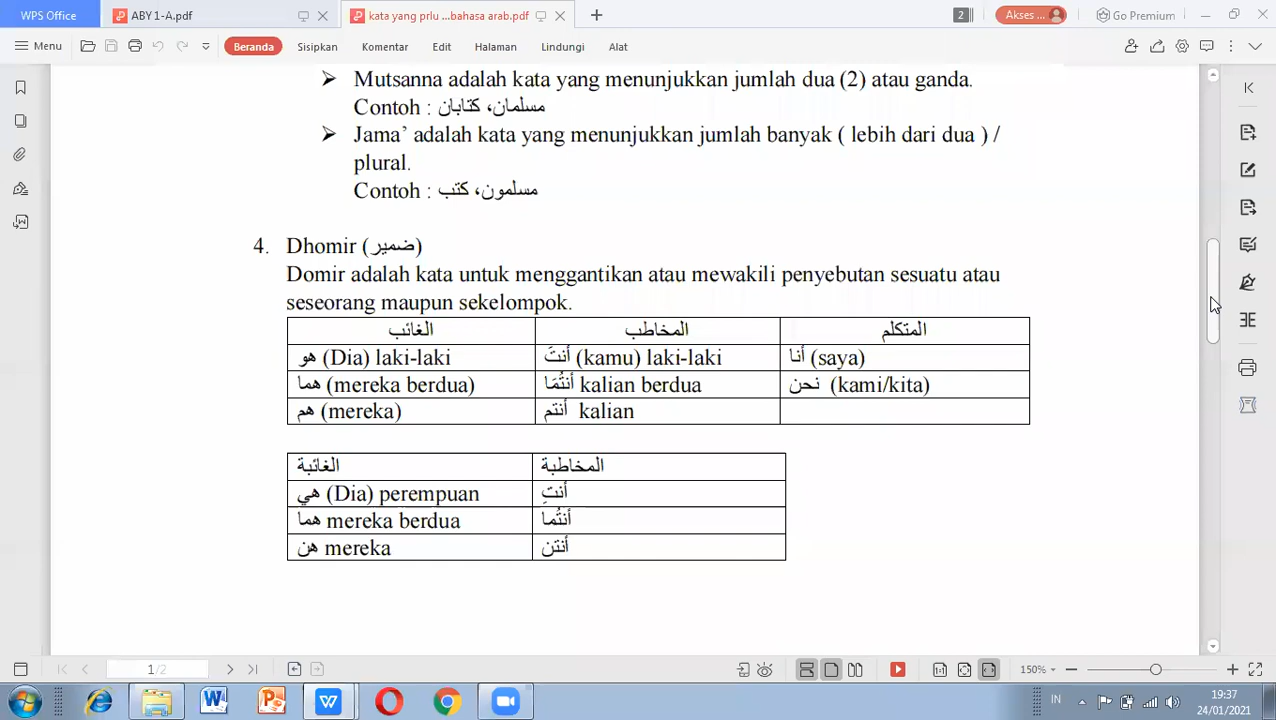 WPS Office
ABY 1-A.pdf
kata yang prlu ...bahasa arab.pdf
2
Akses ...
Go Premium
Menu
Beranda
Sisipkan
Komentar
Edit
Halaman
Lindungi
Alat
Mutsanna adalah kata yang menunjukkan jumlah dua (2) atau ganda.
Contoh : مسلمان، كتابان
Jama’ adalah kata yang menunjukkan jumlah banyak ( lebih dari dua ) /
plural.
Contoh : مسلمون، كتب
4. Dhomir (ضمير)
Domir adalah kata untuk menggantikan atau mewakili penyebutan sesuatu atau
seseorang maupun sekelompok.
الغائب المخاطب المتكلم
هو (Dia) laki-laki أنتَ (kamu) laki-laki أنا (saya)
هما (mereka berdua) أنتُمَا kalian berdua نحن (kami/kita)
هم (mereka) أنتم kalian
الغائبة المخاطبة
هي (Dia) perempuan أنتِ
هما mereka berdua أنتُما
هن mereka أنتن
1/2
150%
IN
19:37
24/01/2021